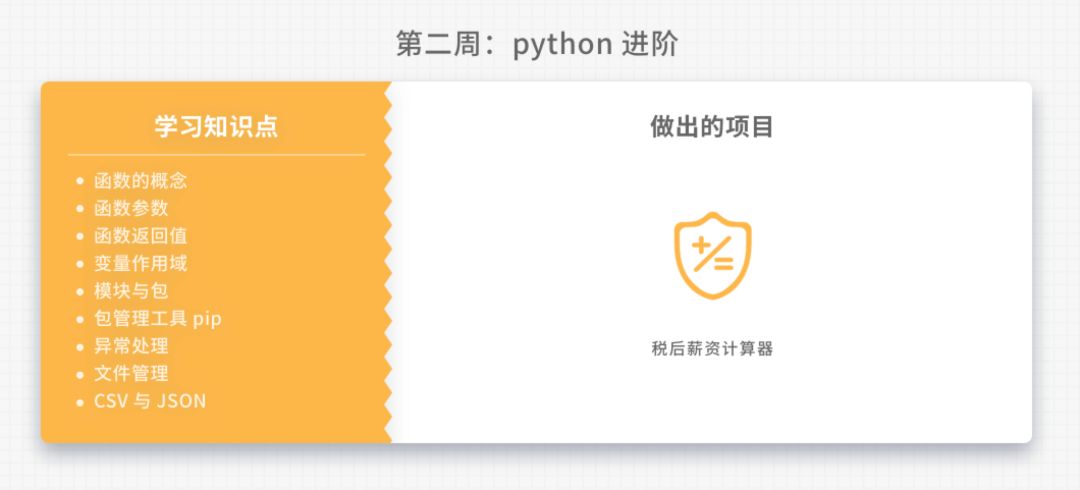 第二周：python 进阶
学习知识点
函数的概念
函数参数
函数返回值
变量作用域
模块与包
包管理工具 pip
异常处理
文件管理
CSV 与 JSON
做出的项目
税后薪资计算器